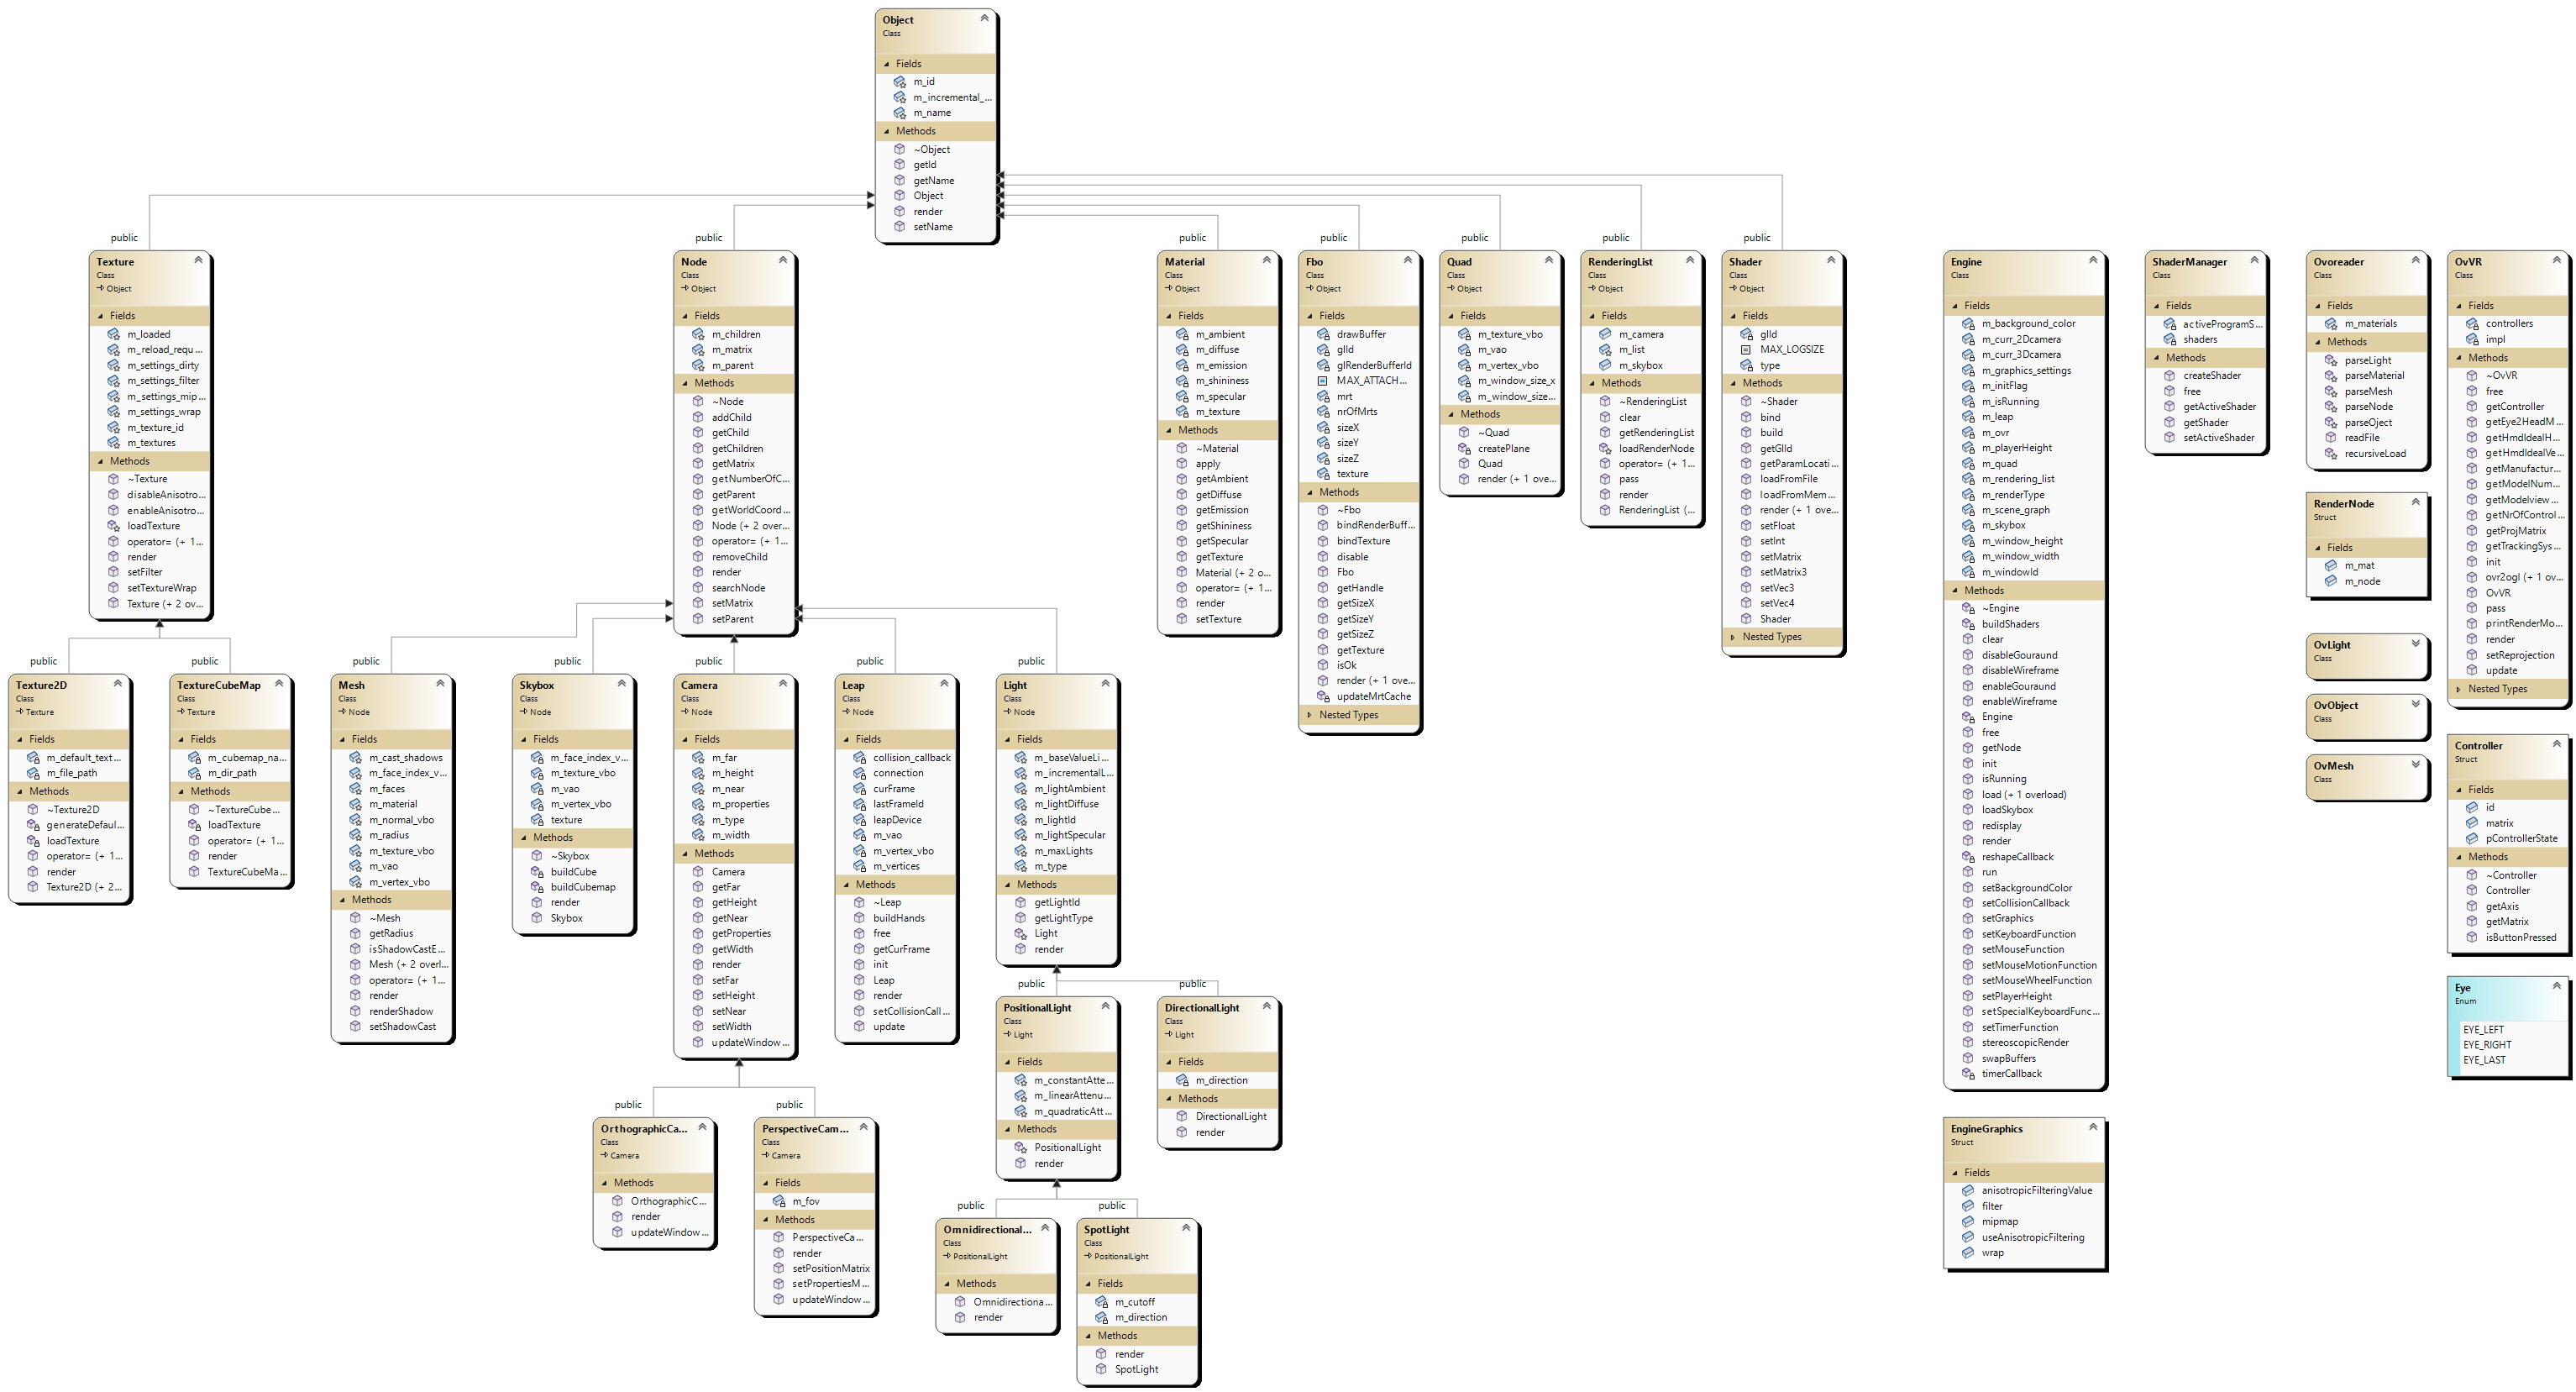 Object
Class
Fields
m_id
m_incremental_...
m_name
Methods
~Object
getId
getName
Object
render
setName
public
Texture
Class
Object
Fields
m_loaded
m_reload_requ...
m_settings_dirty
m_settings_filter
m_settings_mip...
m_settings_wrap
m_texture_id
m_textures
Methods
~Texture
disableAnisotro...
enableAnisotro...
loadTexture
operator= (+ 1...
render
setFilter
setTextureWrap
Texture (+ 2 ov...
public
Node
Class
Object
Fields
m_children
m_matrix
m_parent
Methods
~Node
addChild
getChild
getChildren
getMatrix
getNumberOfC...
getParent
getWorldCoord...
Node (+ 2 over...
operator= (+ 1...
removeChild
render
searchNode
setMatrix
setParent
public
Material
Class
Object
Fields
m_ambient
m_diffuse
m_emission
m_shininess
m_specular
m_texture
Methods
~Material
apply
getAmbient
getDiffuse
getEmission
getShininess
getSpecular
getTexture
Material (+ 2 o...
operator= (+ 1...
render
setTexture
public
Fbo
Class
Object
Fields
drawBuffer
glId
glRenderBufferId
MAX_ATTACH...
mrt
nrOfMrts
sizeX
sizeY
sizeZ
texture
Methods
~Fbo
bindRenderBuff...
bindTexture
disable
Fbo
getHandle
getSizeX
getSizeY
getSizeZ
getTexture
isOk
render (+ 1 ove...
updateMrtCache
Nested Types
public
Quad
Class
Object
Fields
m_texture_vbo
m_vao
m_vertex_vbo
m_window_size_x
m_window_size...
Methods
~Quad
createPlane
Quad
render (+ 1 ove...
public
RenderingList
Class
Object
Fields
m_camera
m_list
m_skybox
Methods
~RenderingList
clear
getRenderingList
loadRenderNode
operator= (+ 1...
pass
render
RenderingList (...
public
Shader
Class
Object
Fields
glId
MAX_LOGSIZE
type
Methods
~Shader
bind
build
getGlId
getParamLocati...
loadFromFile
loadFromMem...
render (+ 1 ove...
setFloat
setInt
setMatrix
setMatrix3
setVec3
setVec4
Shader
Nested Types
Engine
Class
Fields
m_background_color
m_curr_2Dcamera
m_curr_3Dcamera
m_graphics_settings
m_initFlag
m_isRunning
m_leap
m_ovr
m_playerHeight
m_quad
m_rendering_list
m_renderType
m_scene_graph
m_skybox
m_window_height
m_window_width
m_windowId
Methods
~Engine
buildShaders
clear
disableGouraund
disableWireframe
enableGouraund
enableWireframe
Engine
free
getNode
init
isRunning
load (+ 1 overload)
loadSkybox
redisplay
render
reshapeCallback
run
setBackgroundColor
setCollisionCallback
setGraphics
setKeyboardFunction
setMouseFunction
setMouseMotionFunction
setMouseWheelFunction
setPlayerHeight
setSpecialKeyboardFunc...
setTimerFunction
stereoscopicRender
swapBuffers
timerCallback
ShaderManager
Class
Fields
activeProgramS...
shaders
Methods
createShader
free
getActiveShader
getShader
setActiveShader
Ovoreader
Class
Fields
m_materials
Methods
parseLight
parseMaterial
parseMesh
parseNode
parseOject
readFile
recursiveLoad
OvVR
Class
Fields
controllers
impl
Methods
~OvVR
free
getController
getEye2HeadM...
getHmdIdealH...
getHmdIdealVe...
getManufactur...
getModelNum...
getModelview...
getNrOfControl...
getProjMatrix
getTrackingSys...
init
ovr2ogl (+ 1 ov...
OvVR
pass
printRenderMo...
render
setReprojection
update
Nested Types
RenderNode
Struct
Fields
m_mat
m_node
OvLight
Class
OvObject
Class
OvMesh
Class
Controller
Struct
Fields
id
matrix
pControllerState
Methods
~Controller
Controller
getAxis
getMatrix
isButtonPressed
Eye
Enum
EYE_LEFT
EYE_RIGHT
EYE_LAST
public
Texture2D
Class
Texture
Fields
m_default_text...
m_file_path
Methods
~Texture2D
generateDefaul...
loadTexture
operator= (+ 1...
render
Texture2D (+ 2...
public
TextureCubeMap
Class
Texture
Fields
m_cubemap_na...
m_dir_path
Methods
~TextureCube...
loadTexture
operator= (+ 1...
render
TextureCubeMa...
public
Mesh
Class
Node
Fields
m_cast_shadows
m_face_index_v...
m_faces
m_material
m_normal_vbo
m_radius
m_texture_vbo
m_vao
m_vertex_vbo
Methods
~Mesh
getRadius
isShadowCastE...
Mesh (+ 2 overl...
operator= (+ 1...
render
renderShadow
setShadowCast
public
Skybox
Class
Node
Fields
m_face_index_v...
m_texture_vbo
m_vao
m_vertex_vbo
texture
Methods
~Skybox
buildCube
buildCubemap
render
Skybox
public
Camera
Class
Node
Fields
m_far
m_height
m_near
m_properties
m_type
m_width
Methods
Camera
getFar
getHeight
getNear
getProperties
getWidth
render
setFar
setHeight
setNear
setWidth
updateWindow...
public
Leap
Class
Node
Fields
collision_callback
connection
curFrame
lastFrameId
leapDevice
m_vao
m_vertex_vbo
m_vertices
Methods
~Leap
buildHands
free
getCurFrame
init
Leap
render
setCollisionCall...
update
public
Light
Class
Node
Fields
m_baseValueLi...
m_incrementalL...
m_lightAmbient
m_lightDiffuse
m_lightId
m_lightSpecular
m_maxLights
m_type
Methods
getLightId
getLightType
Light
render
public
PositionalLight
Class
Light
Fields
m_constantAtte...
m_linearAttenu...
m_quadraticAtt...
Methods
PositionalLight
render
public
DirectionalLight
Class
Light
Fields
m_direction
Methods
DirectionalLight
render
public
OrthographicCa...
Class
Camera
Methods
OrthographicC...
render
updateWindow...
public
PerspectiveCam...
Class
Camera
Fields
m_fov
Methods
PerspectiveCa...
render
setPositionMatrix
setPropertiesM...
updateWindow...
public
Omnidirectional...
Class
PositionalLight
Methods
Omnidirectiona...
render
public
SpotLight
Class
PositionalLight
Fields
m_cutoff
m_direction
Methods
render
SpotLight
EngineGraphics
Struct
Fields
anisotropicFilteringValue
filter
mipmap
useAnisotropicFiltering
wrap